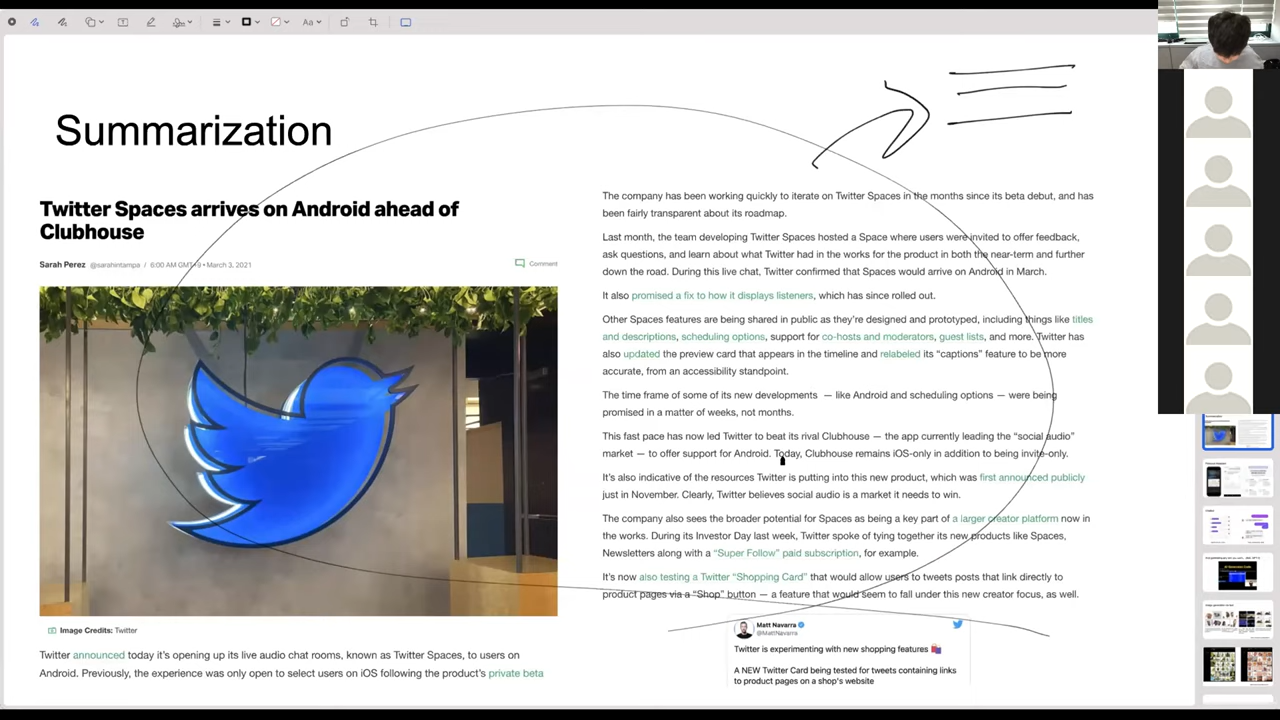 Aa
Summarization
Twitter Spaces arrives on Android ahead of
Clubhouse
Sarah Perez @sarahintampa / 6:00 AM GMT+9 • March 3, 2021
Comment
Image Credits: Twitter
Twitter announced today it's opening up its live audio chat rooms, known as Twitter Spaces, to users on
Android. Previously, the experience was only open to select users on iOS following the product's private beta
The company has been working quickly to iterate on Twitter Spaces in the months since its beta debut, and has
been fairly transparent about its roadmap.
Last month, the team developing Twitter Spaces hosted a Space where users were invited to offer feedback,
ask questions, and learn about what Twitter had in the works for the product in both the near-term and further
down the road. During this live chat, Twitter confirmed that Spaces would arrive on Android in March.
It also promised a fix to how it displays listeners, which has since rolled out.
Other Spaces features are being shared in public as they're designed and prototyped, including things like titles
and descriptions, scheduling options, support for co-hosts and moderators, guest lists, and more. Twitter has
also updated the preview card that appears in the timeline and relabeled its “captions” feature to be more
accurate, from an accessibility standpoint.
The time frame of some of its new developments — like Android and scheduling options — were being
promised in a matter of weeks, not months.
This fast pace has now led Twitter to beat its rival Clubhouse — the app currently leading the “social audio”
market — to offer support for Android. Today, Clubhouse remains iOS-only in addition to being invite-only.
It's also indicative of the resources Twitter is putting into this new product, which was first announced publicly
just in November. Clearly, Twitter believes social audio is a market it needs to win.
The company also sees the broader potential for Spaces as being a key part of a larger creator platform now in
the works. During its Investor Day last week, Twitter spoke of tying together its new products like Spaces,
Newsletters along with a “Super Follow” paid subscription, for example.
It's now also testing a Twitter “Shopping Card” that would allow users to tweets posts that link directly to
product pages via a “Shop” button — a feature that would seem to fall under this new creator focus, as well.
Matt Navarra
@MattNavarra
Twitter is experimenting with new shopping features
A NEW Twitter Card being tested for tweets containing links
to product pages on a shop's website